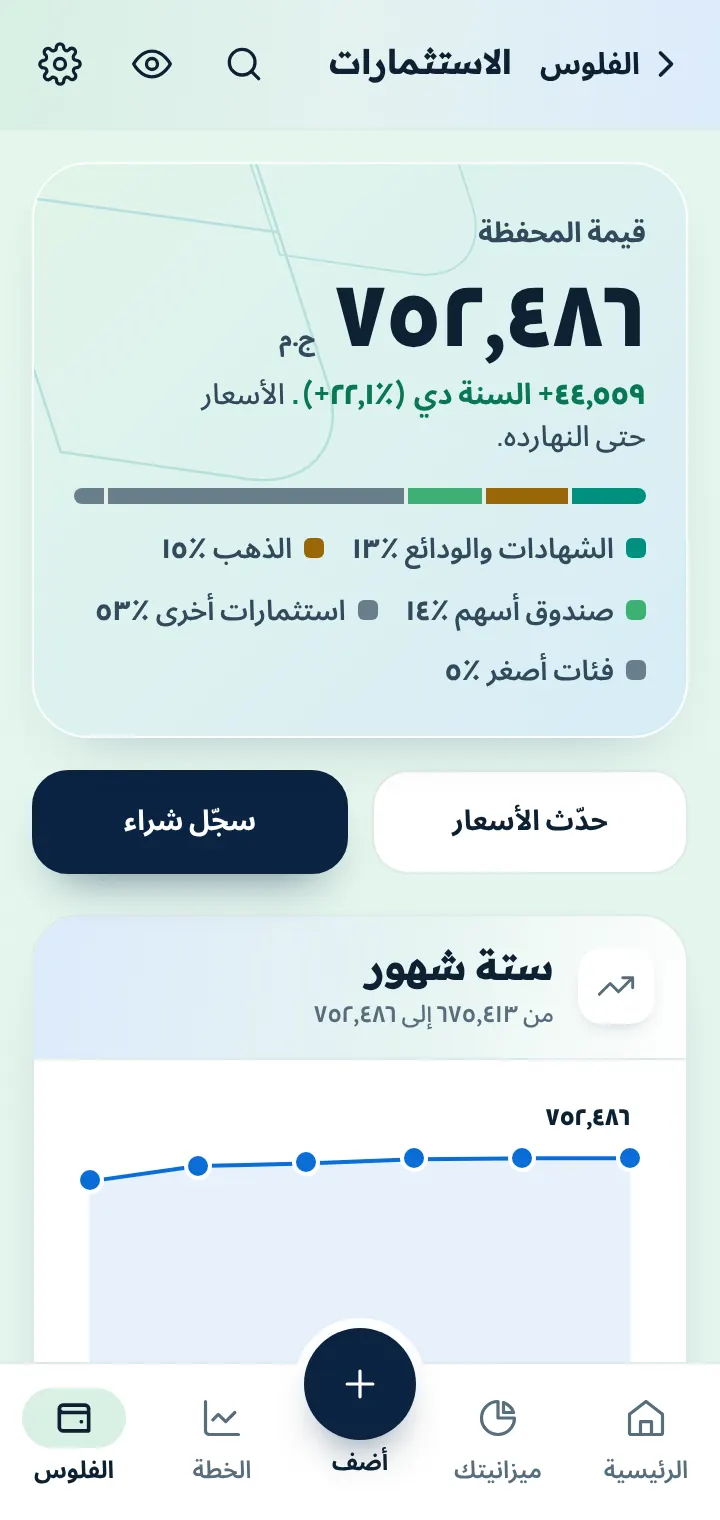 الفلوس الاستثمارات
قيمة المحفظة
٧٥٢,٤٨٦ ج.م
+٤٤,٥٥٩ السنة دي (+٢٢,١٪). الأسعار
حتى النهارده.
الشهادات والودائع ١٣٪ الذهب ١٥٪
صندوق أسهم ١٤٪ استثمارات أخرى ٥٣٪
فئات أصغر ٥٪
حدّث الأسعار سجّل شراء
ستة شهور
من ٦٧٥,٤١٣ إلى ٧٥٢,٤٨٦
٧٥٢,٤٨٦
الرئيسية ميزانيتك أضف الخطة الفلوس